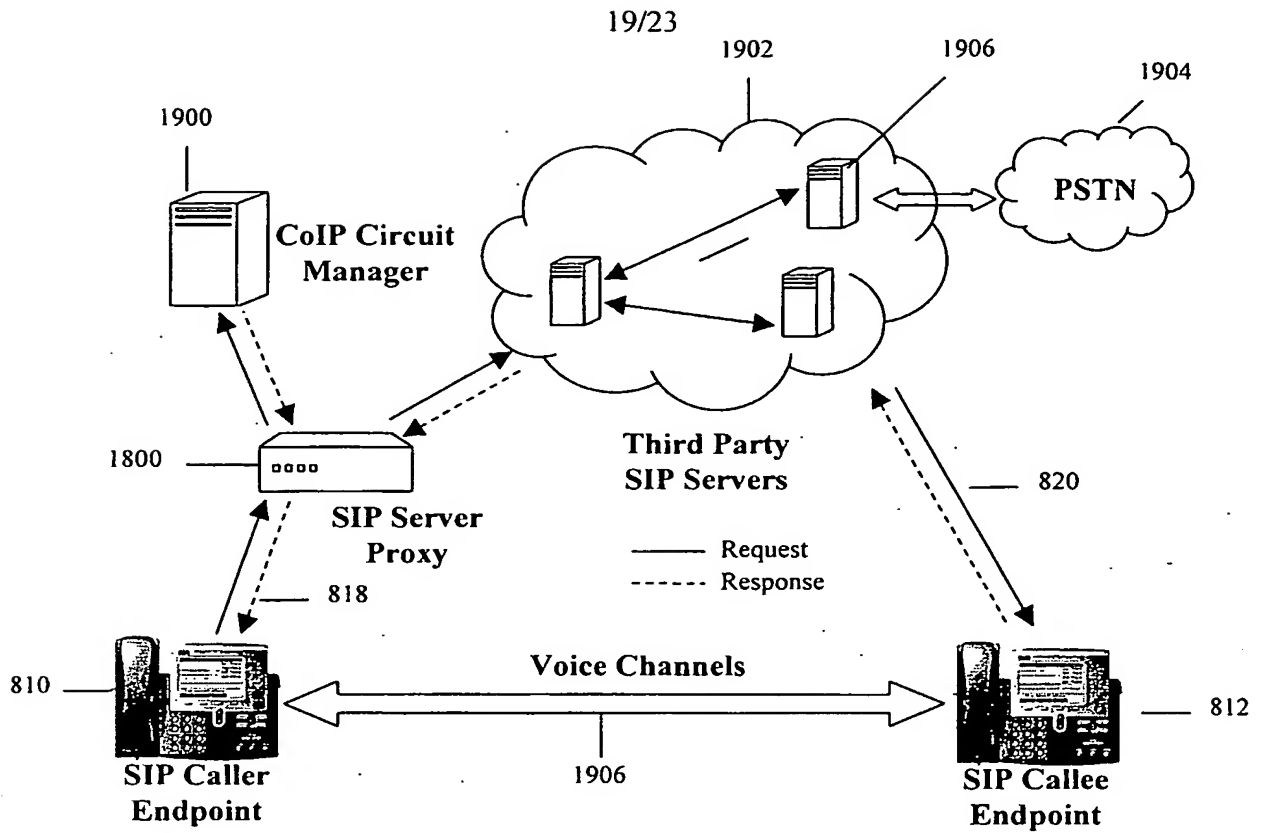 19/23
1902
1906
1904
1900
PSTN
CoIP Circuit
Manager
1800
Third Party
SIP Servers
820
SIP Server
Proxy
Request
Response
818
Voice Channels
810
812
1906
SIP Caller
Endpoint
SIP Callee
Endpoint